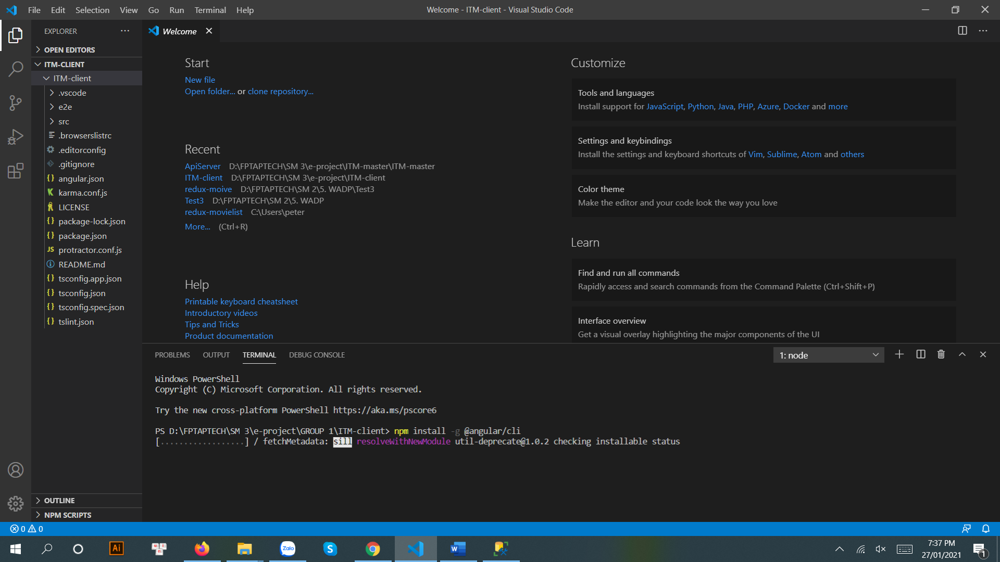 File Edit Selection View Go Run Terminal Help
Welcome - ITM-client - Visual Studio Code
EXPLORER
OPEN EDITORS
ITM-CLIENT
ITM-client
.vscode
e2e
src
.browserslistrc
.editorconfig
.gitignore
angular.json
karma.conf.js
LICENSE
package-lock.json
package.json
protractor.conf.js
README.md
tsconfig.app.json
tsconfig.json
tsconfig.spec.json
tslint.json
OUTLINE
NPM SCRIPTS
Welcome
Start
New file
Open folder... or clone repository...
Recent
ApiServer D:\FPTAPTECH\SM 3\e-project\ITM-master\ITM-master
ITM-client D:\FPTAPTECH\SM 3\e-project\ITM-client
redux-moive D:\FPTAPTECH\SM 2\5. WADP\Test3
Test3 D:\FPTAPTECH\SM 2\5. WADP
redux-movielist C:\Users\peter
More... (Ctrl+R)
Help
Printable keyboard cheatsheet
Introductory videos
Tips and Tricks
Product documentation
Customize
Tools and languages
Install support for JavaScript, Python, Java, PHP, Azure, Docker and more
Settings and keybindings
Install the settings and keyboard shortcuts of Vim, Sublime, Atom and others
Color theme
Make the editor and your code look the way you love
Learn
Find and run all commands
Rapidly access and search commands from the Command Palette (Ctrl+Shift+P)
Interface overview
Get a visual overlay highlighting the major components of the UI
PROBLEMS OUTPUT TERMINAL DEBUG CONSOLE
1: node
Windows PowerShell
Copyright (C) Microsoft Corporation. All rights reserved.
Try the new cross-platform PowerShell https://aka.ms/pscore6
PS D:\FPTAPTECH\SM 3\e-project\GROUP 1\ITM-client> npm install -g @angular/cli
[..................] / fetchMetadata: sill resolveWithNewModule util-deprecate@1.0.2 checking installable status
0 0
Ai
Zalo
7:37 PM
27/01/2021
1